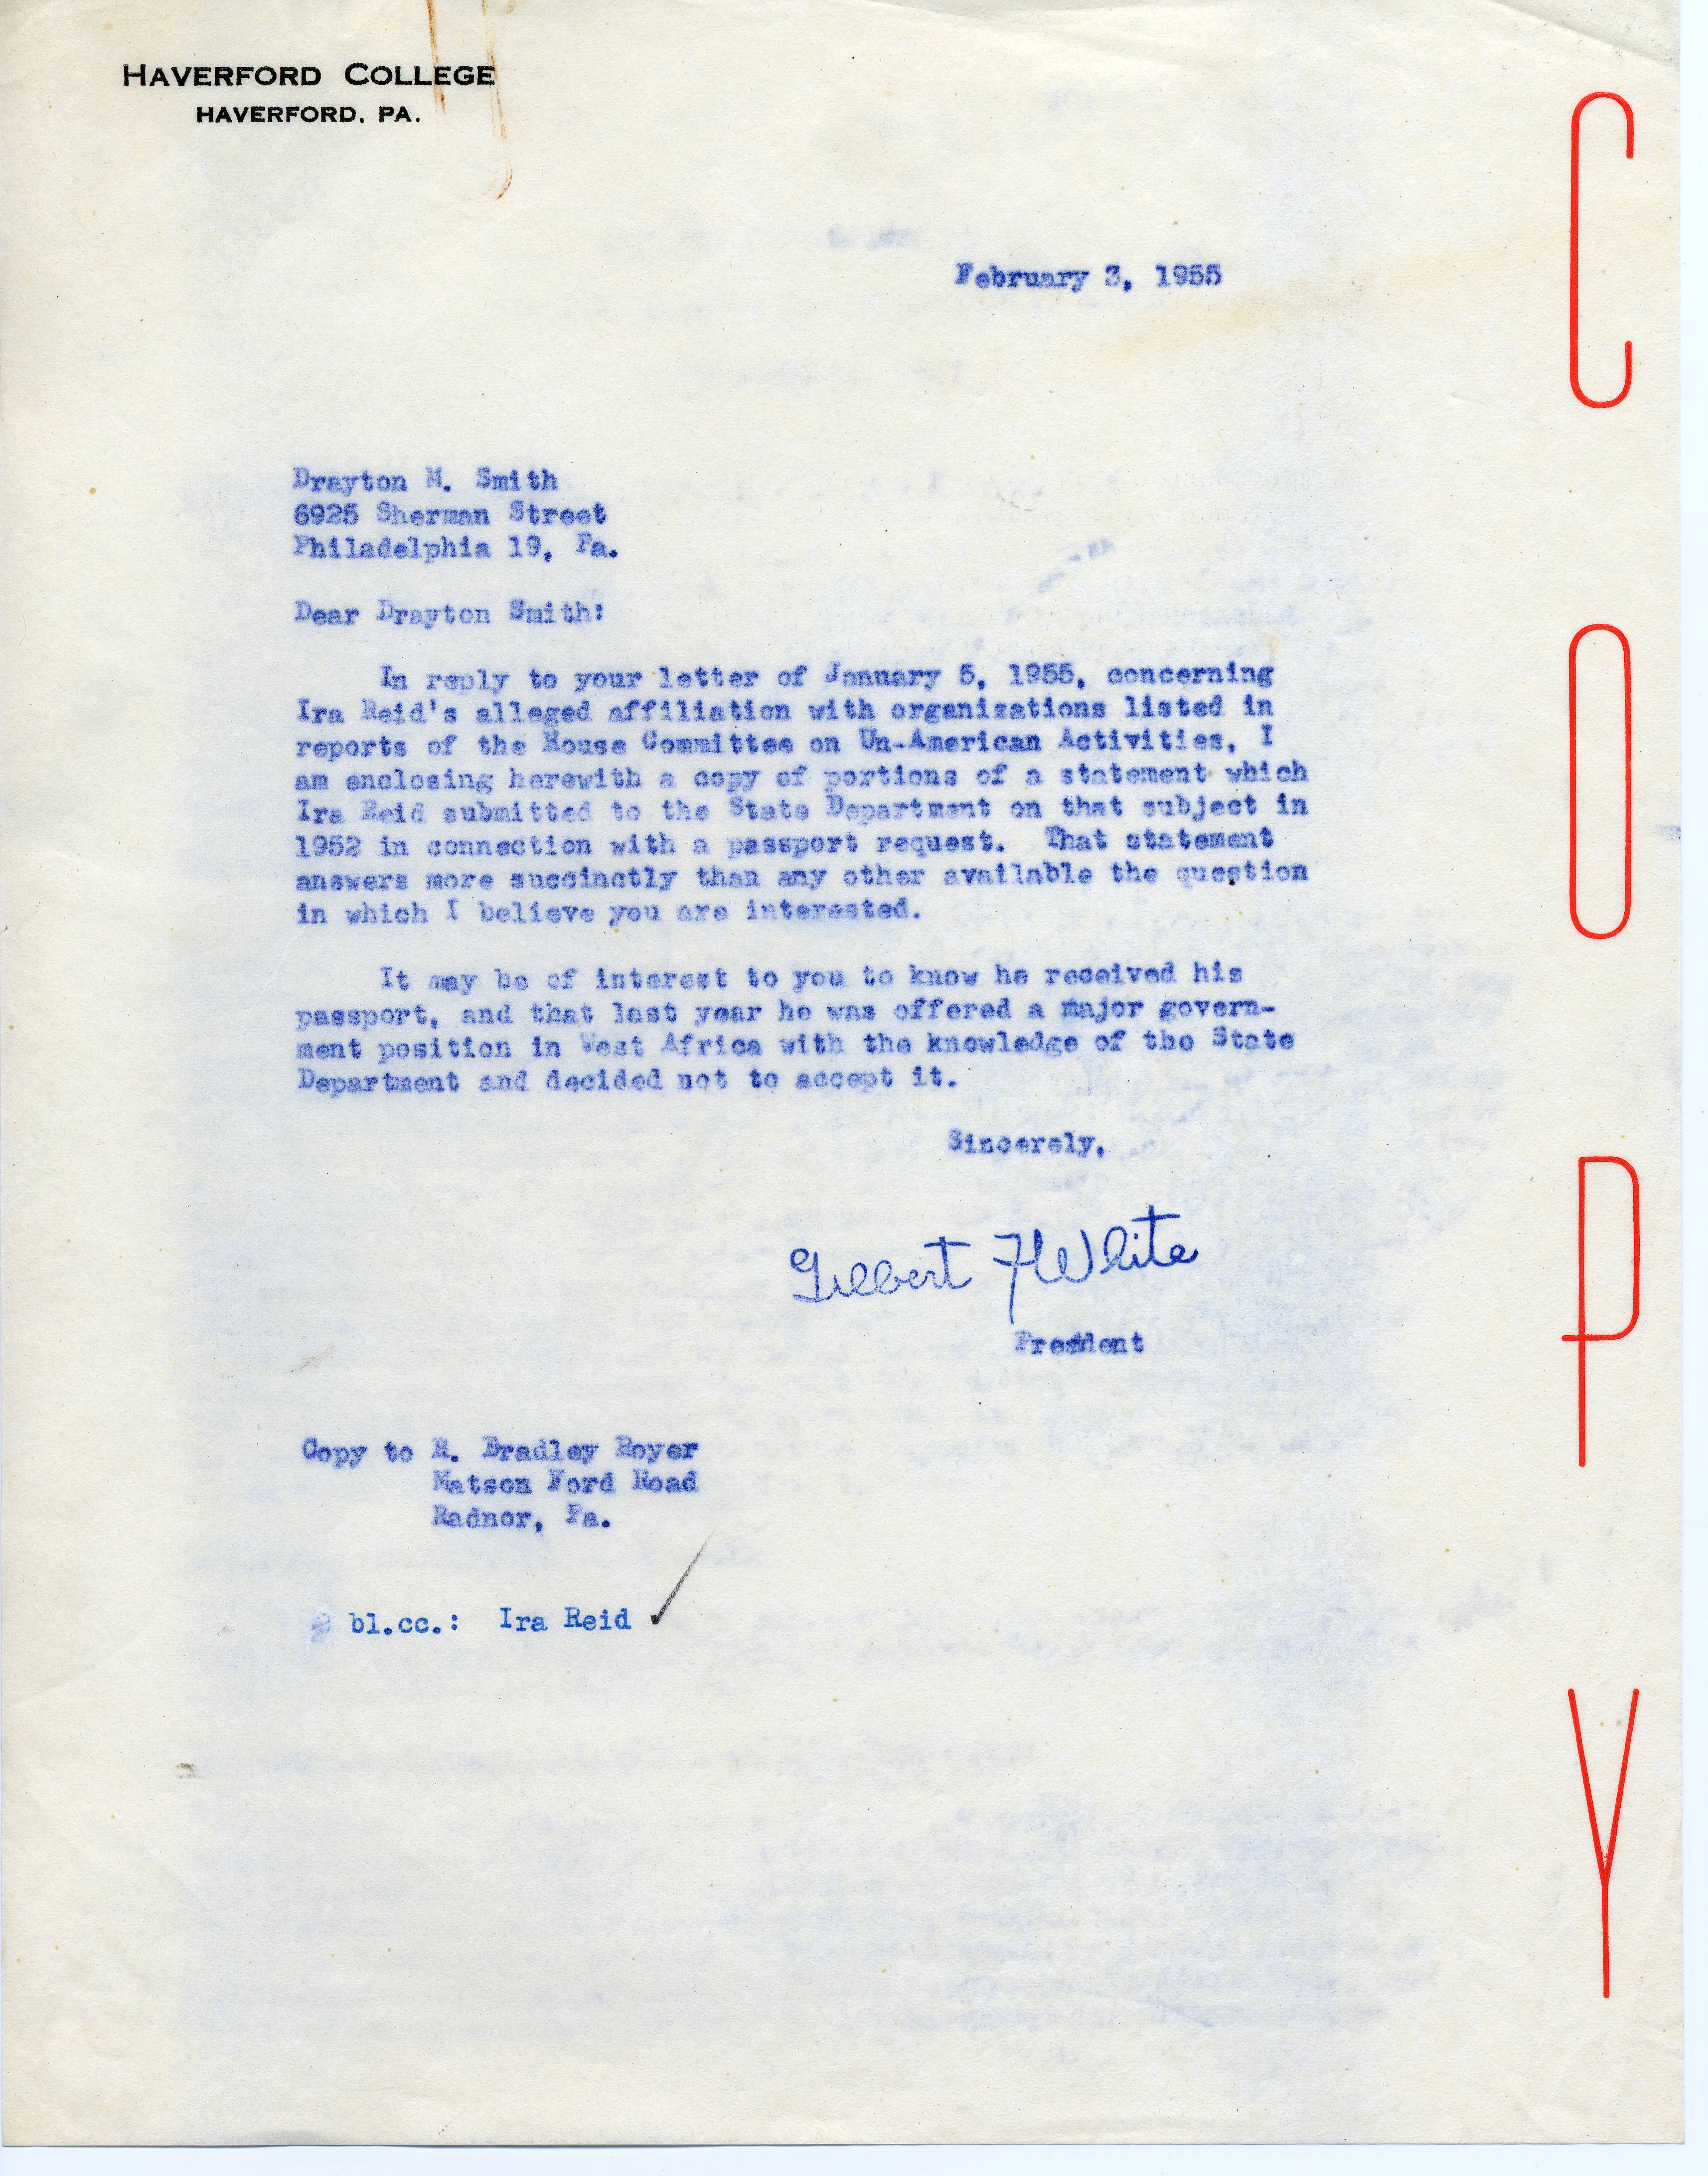 HAVERFORD COLLEGE
HAVERFORD, PA.
COPY
February 3, 1955
Drayton M. Smith
6925 Sherman Street
Philadelphia 19, Pa.
Dear Drayton Smith:
In reply to your letter of January 5, 1955, concerning
Ira Reid's alleged affiliation with organizations listed in
reports of the House Committee on Un-American Activities, I
am enclosing herewith a copy of portions of a statement which
Ira Reid submitted to the State Department on that subject in
1952 in connection with a passport request. That statement
answers more succinctly than any other available the question
in which I believe you are interested.
It may be of interest to you to know he received his
passport, and that last year he was offered a major govern-
ment position in West Africa with the knowledge of the State
Department and decided not to accept it.
Sincerely,
Gilbert F White
President
Copy to R. Bradley Royer
Matson Ford Road
Radnor, Pa.
bl.cc.: Ira Reid